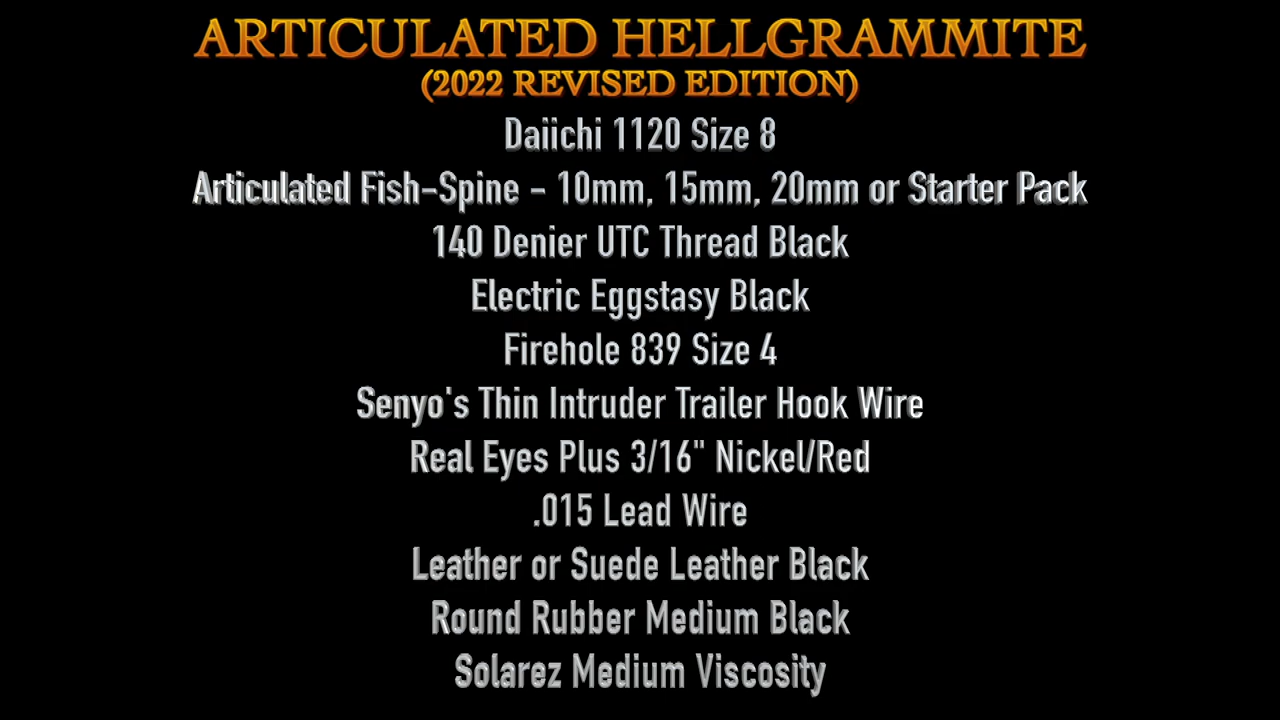 ARTICULATED HELLGRAMMITE
(2022 REVISED EDITION)
Daiichi 1120 Size 8
Articulated Fish-Spine - 10mm, 15mm, 20mm or Starter Pack
140 Denier UTC Thread Black
Electric Eggstasy Black
Firehole 839 Size 4
Senyo's Thin Intruder Trailer Hook Wire
Real Eyes Plus 3/16" Nickel/Red
.015 Lead Wire
Leather or Suede Leather Black
Round Rubber Medium Black
Solarez Medium Viscosity